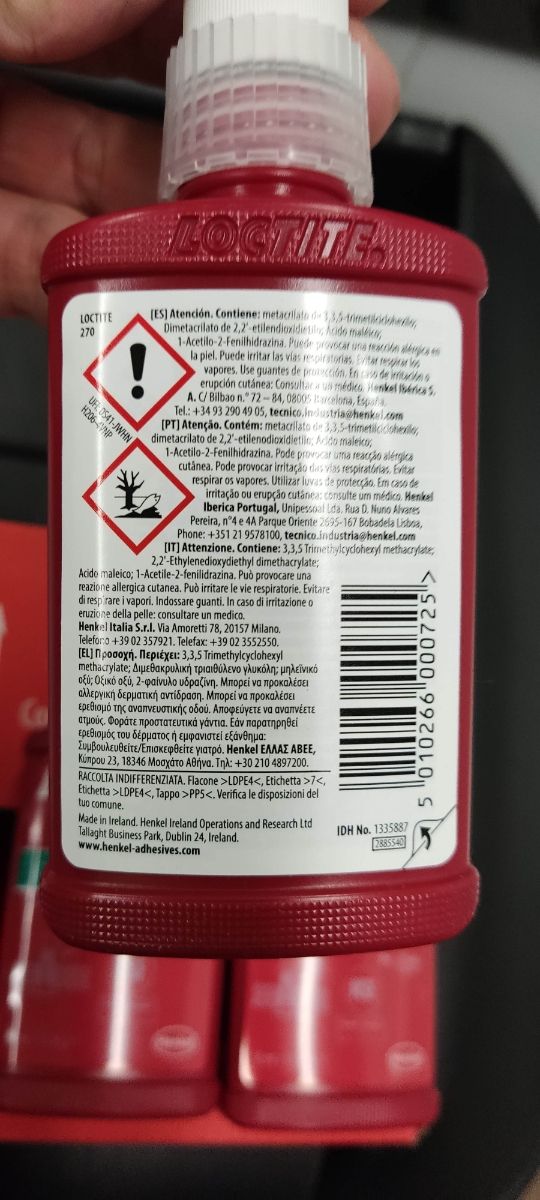 LOCTITE®
LOCTITE
270
[ES] Atención. Contiene: metacrilato de 3,3,5-trimetilciclohexilo;
Dimetacrilato de 2,2'-etilendioxidietilo; Ácido maléico;
1-Acetilo-2-Fenilhidrazina. Puede provocar una reacción alérgica en
la piel. Puede irritar las vías respiratorias. Evitar respirar los
vapores. Use guantes de protección. En caso de irritación o
erupción cutánea: Consultar a un médico. Henkel Ibérica S.
A. C/ Bilbao n.° 72 – 84, 08005 Barcelona, España.
Tel.: +34 93 290 49 05, tecnico.industria@henkel.com
UFI: 0S41-
H206-
[PT] Atenção. Contém: metacrilato de 3,3,5-trimetilciclohexilo;
dimetacrilato de 2,2'-etilenodioxidietilo; Ácido maleico;
1-Acetilo-2-Fenilhidrazina. Pode provocar uma reacção alérgica
cutânea. Pode provocar irritação das vias respiratórias. Evitar
respirar os vapores. Utilizar luvas de protecção. Em caso de
irritação ou erupção cutânea: consulte um médico. Henkel
Iberica Portugal, Unipessoal Lda. Rua D. Nuno Alvares
Pereira, nº4 e 4A Parque Oriente 2695-167 Bobadela Lisboa,
Phone: +351 21 9578100, tecnico.industria@henkel.com
[IT] Attenzione. Contiene: 3,3,5 Trimethylcyclohexyl methacrylate;
2,2'-Ethylenedioxydiethyl dimethacrylate;
Acido maleico; 1-Acetile-2-fenilidrazina. Può provocare una
reazione allergica cutanea. Può irritare le vie respiratorie. Evitare
di respirare i vapori. Indossare guanti. In caso di irritazione o
eruzione della pelle: consultare un medico.
Henkel Italia S.r.l. Via Amoretti 78, 20157 Milano.
Telefono +39 02 357921. Telefax: +39 02 3552550.
[EL] Προσοχή. Περιέχει: 3,3,5 Trimethylcyclohexyl
methacrylate; Διμεθακρυλική τριαιθύλενο γλυκόλη; μηλεϊνικό
οξύ; Οξικό οξύ, 2-φαίνυλο υδραζίνη. Μπορεί να προκαλέσει
αλλεργική δερματική αντίδραση. Μπορεί να προκαλέσει
ερεθισμό της αναπνευστικής οδού. Αποφεύγετε να αναπνέετε
ατμούς. Φοράτε προστατευτικά γάντια. Εάν παρατηρηθεί
ερεθισμός του δέρματος ή εμφανιστεί εξάνθημα:
Συμβουλευθείτε/Επισκεφθείτε γιατρό. Henkel ΕΛΛΑΣ ΑΒΕΕ,
Κύπρου 23, 18346 Μοσχάτο Αθήνα. Τηλ: +30 210 4897200.
RACCOLTA INDIFFERENZIATA. Flacone >LDPE4<, Etichetta >7<,
Etichetta >LDPE4<, Tappo >PP5<. Verifica le disposizioni del
tuo comune.
Made in Ireland. Henkel Ireland Operations and Research Ltd
Tallaght Business Park, Dublin 24, Ireland.
www.henkel-adhesives.com
5 010266 000725 >
IDH No. 1335887
2885540